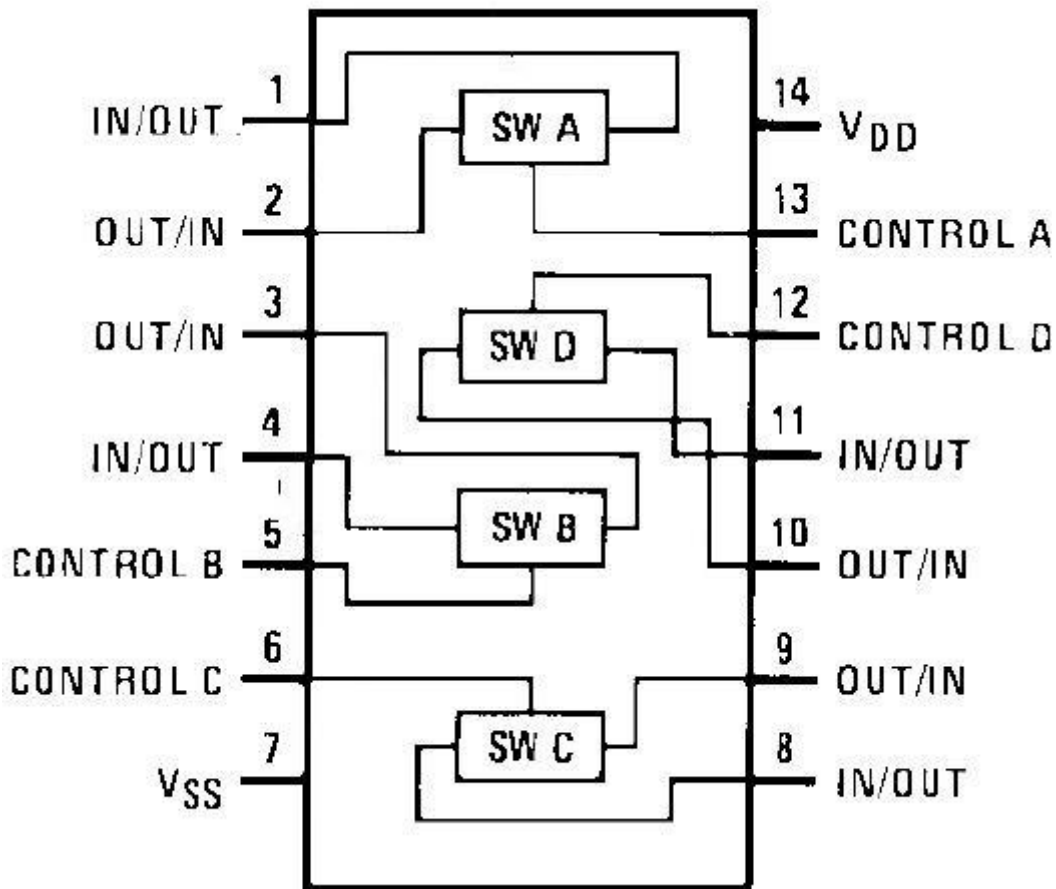 1
IN/OUT
2
OUT/IN
3
OUT/IN
4
IN/OUT
5
CONTROL B
6
CONTROL C
7
VSS
SW A
SW D
SW B
SW C
14
VDD
13
CONTROL A
12
CONTROL D
11
IN/OUT
10
OUT/IN
9
OUT/IN
8
IN/OUT